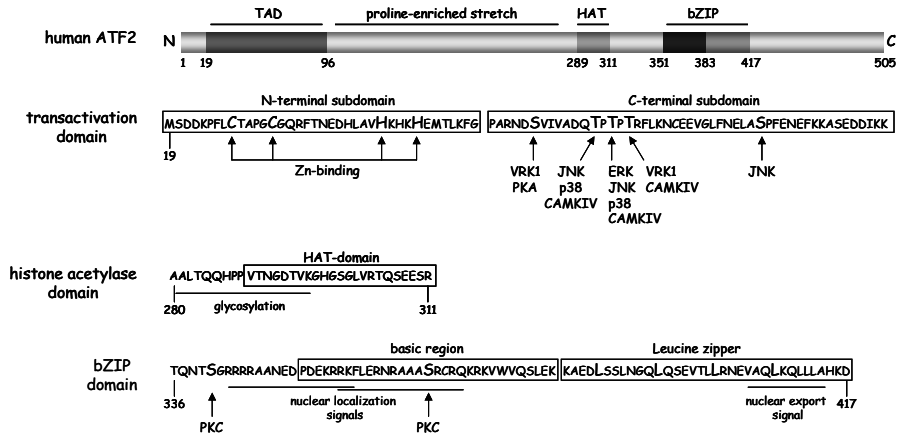 TAD proline-enriched stretch HAT bZIP
human ATF2 N C
1 19 96 289 311 351 383 417 505
N-terminal subdomain C-terminal subdomain
transactivation domain
MSDDKPFLCTAPGCGQRFTNEDHLAVHKHKHEMTLKFG PARNDSVIVADQTPTPTRFLKNCEEVGLFNELASPFENEFKKASEDDIKK
19
Zn-binding
VRK1 JNK ERK VRK1 JNK
PKA p38 JNK CAMKIV
CAMKIV p38
CAMKIV
HAT-domain
histone acetylase domain
AALTQQHPPVTNGDTVKGHGSGLVRTQSEESR
glycosylation
280 311
basic region Leucine zipper
bZIP domain
TQNTSGRRRRAANEDPDEKRRKFLERNRAAASRCRQKRKVWVQSLEK KAEDLSSLNGQLQSEVTLLRNEVAQLKQLLLAHKD
336 nuclear localization signals nuclear export signal 417
PKC PKC